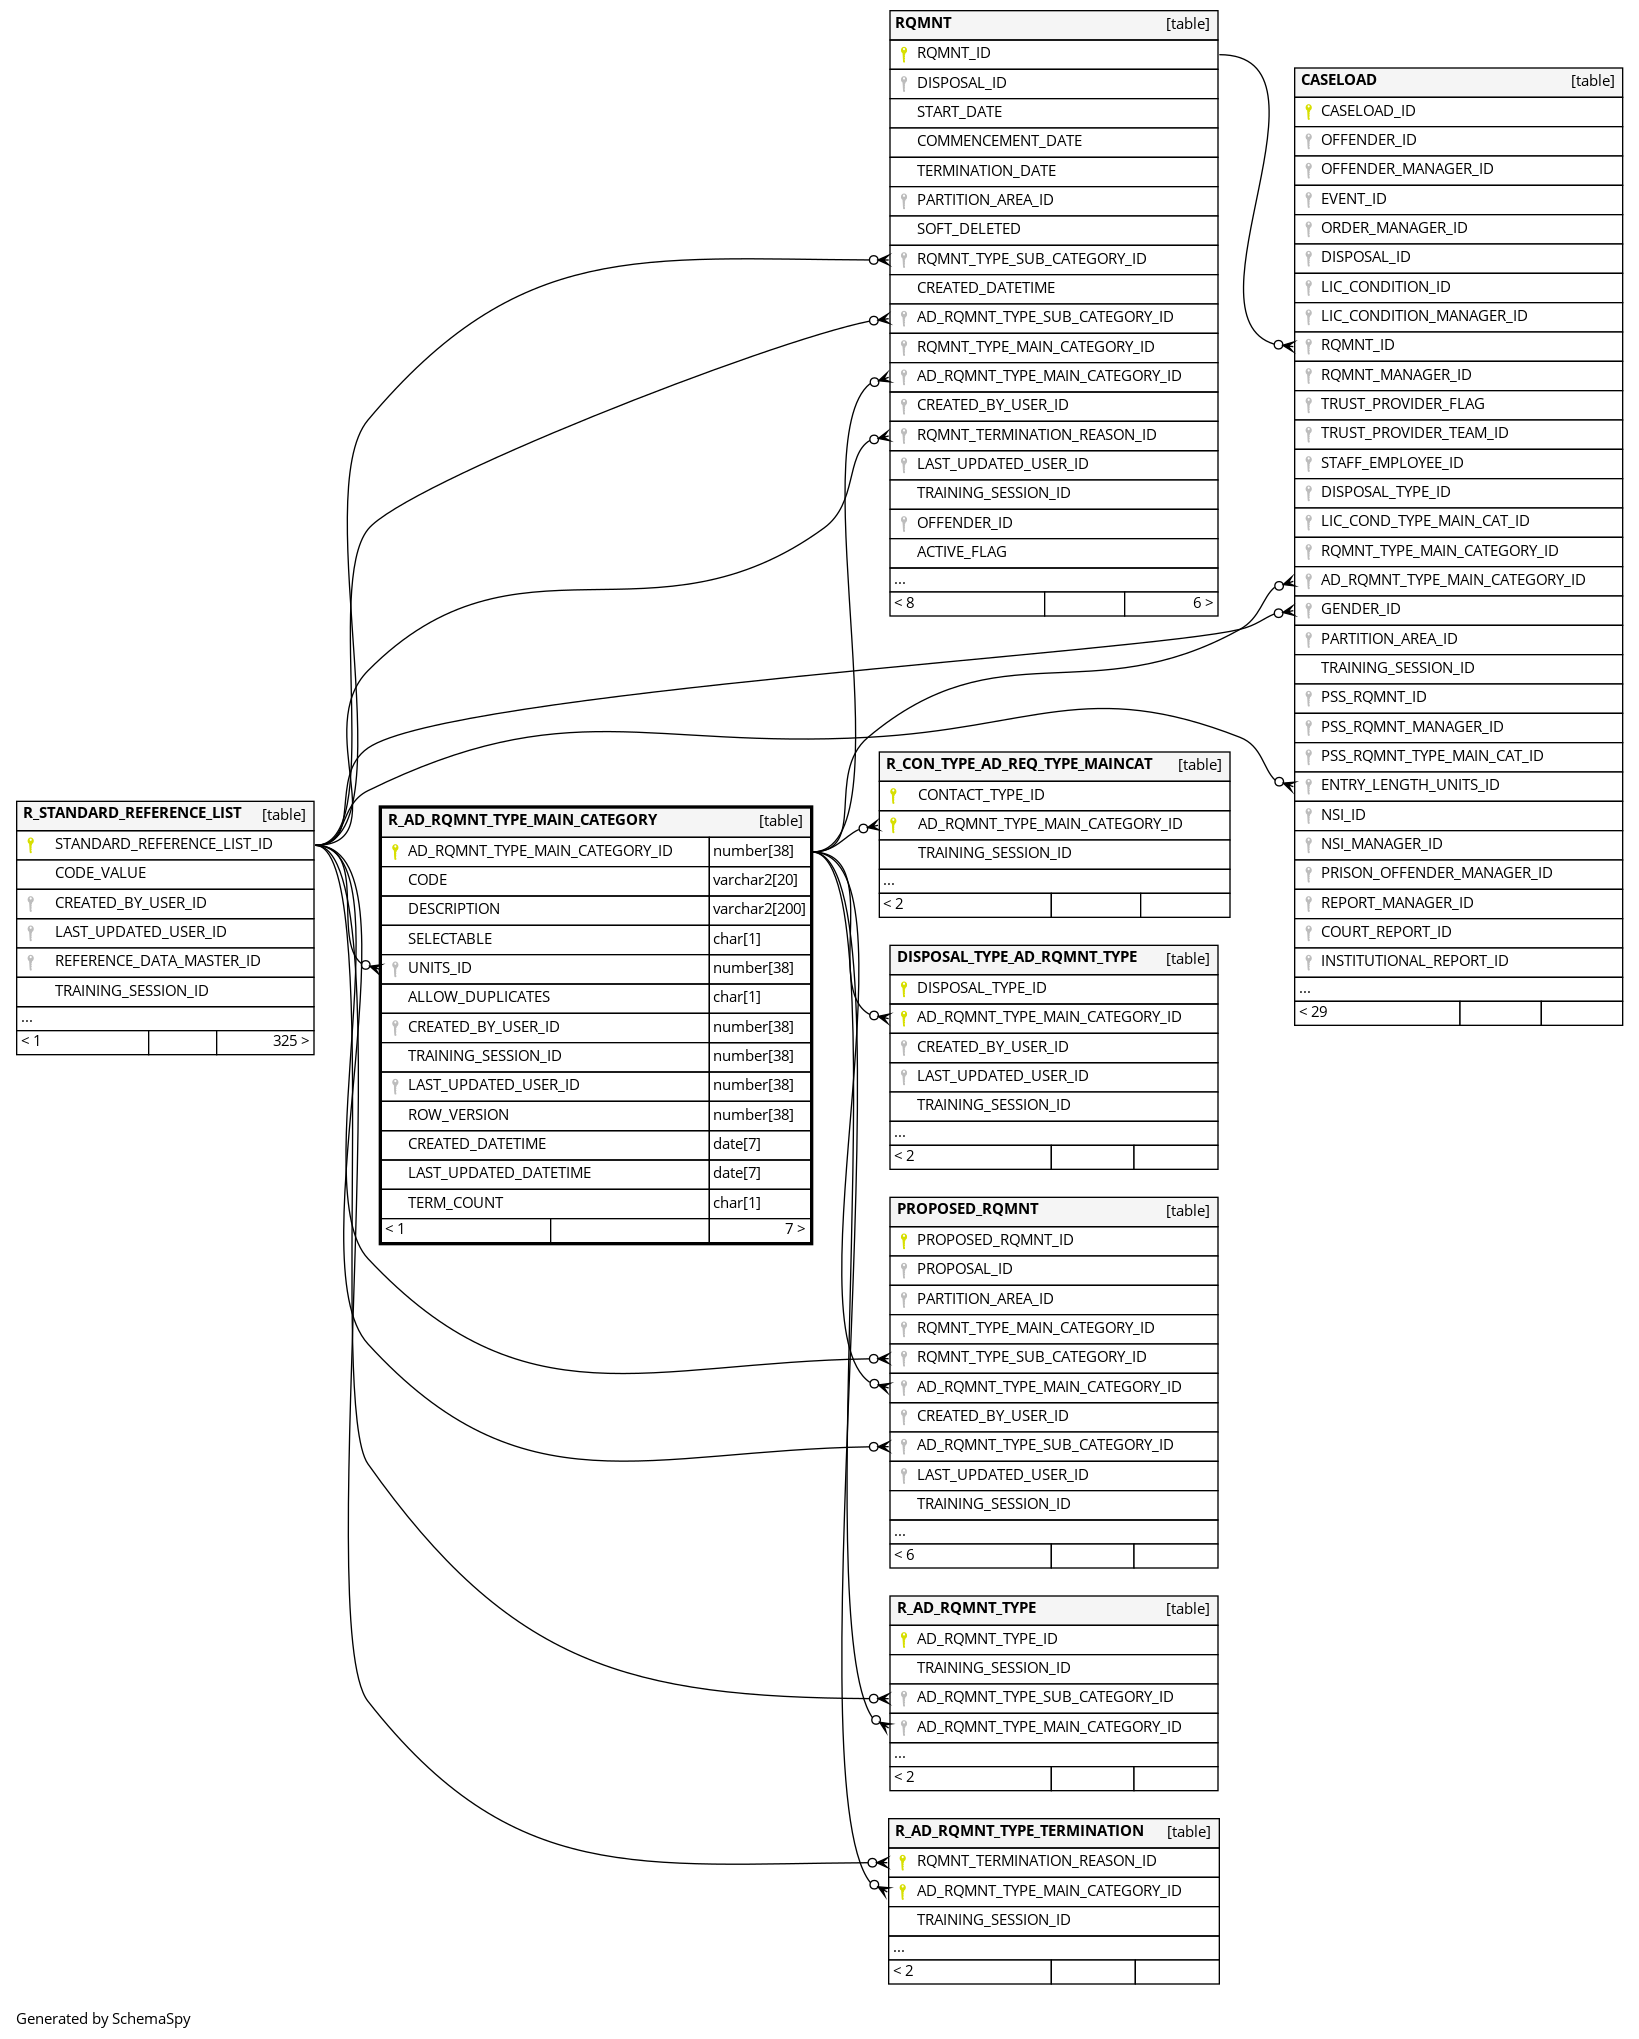 RQMNT [table]
RQMNT_ID
DISPOSAL_ID
START_DATE
COMMENCEMENT_DATE
TERMINATION_DATE
PARTITION_AREA_ID
SOFT_DELETED
RQMNT_TYPE_SUB_CATEGORY_ID
CREATED_DATETIME
AD_RQMNT_TYPE_SUB_CATEGORY_ID
RQMNT_TYPE_MAIN_CATEGORY_ID
AD_RQMNT_TYPE_MAIN_CATEGORY_ID
CREATED_BY_USER_ID
RQMNT_TERMINATION_REASON_ID
LAST_UPDATED_USER_ID
TRAINING_SESSION_ID
OFFENDER_ID
ACTIVE_FLAG
...
< 8 6 >
CASELOAD [table]
CASELOAD_ID
OFFENDER_ID
OFFENDER_MANAGER_ID
EVENT_ID
ORDER_MANAGER_ID
DISPOSAL_ID
LIC_CONDITION_ID
LIC_CONDITION_MANAGER_ID
RQMNT_ID
RQMNT_MANAGER_ID
TRUST_PROVIDER_FLAG
TRUST_PROVIDER_TEAM_ID
STAFF_EMPLOYEE_ID
DISPOSAL_TYPE_ID
LIC_COND_TYPE_MAIN_CAT_ID
RQMNT_TYPE_MAIN_CATEGORY_ID
AD_RQMNT_TYPE_MAIN_CATEGORY_ID
GENDER_ID
PARTITION_AREA_ID
TRAINING_SESSION_ID
PSS_RQMNT_ID
PSS_RQMNT_MANAGER_ID
PSS_RQMNT_TYPE_MAIN_CAT_ID
ENTRY_LENGTH_UNITS_ID
NSI_ID
NSI_MANAGER_ID
PRISON_OFFENDER_MANAGER_ID
REPORT_MANAGER_ID
COURT_REPORT_ID
INSTITUTIONAL_REPORT_ID
...
< 29
R_STANDARD_REFERENCE_LIST [table]
STANDARD_REFERENCE_LIST_ID
CODE_VALUE
CREATED_BY_USER_ID
LAST_UPDATED_USER_ID
REFERENCE_DATA_MASTER_ID
TRAINING_SESSION_ID
...
< 1 325 >
R_AD_RQMNT_TYPE_MAIN_CATEGORY [table]
AD_RQMNT_TYPE_MAIN_CATEGORY_ID number[38]
CODE varchar2[20]
DESCRIPTION varchar2[200]
SELECTABLE char[1]
UNITS_ID number[38]
ALLOW_DUPLICATES char[1]
CREATED_BY_USER_ID number[38]
TRAINING_SESSION_ID number[38]
LAST_UPDATED_USER_ID number[38]
ROW_VERSION number[38]
CREATED_DATETIME date[7]
LAST_UPDATED_DATETIME date[7]
TERM_COUNT char[1]
< 1 7 >
R_CON_TYPE_AD_REQ_TYPE_MAINCAT [table]
CONTACT_TYPE_ID
AD_RQMNT_TYPE_MAIN_CATEGORY_ID
TRAINING_SESSION_ID
...
< 2
DISPOSAL_TYPE_AD_RQMNT_TYPE [table]
DISPOSAL_TYPE_ID
AD_RQMNT_TYPE_MAIN_CATEGORY_ID
CREATED_BY_USER_ID
LAST_UPDATED_USER_ID
TRAINING_SESSION_ID
...
< 2
PROPOSED_RQMNT [table]
PROPOSED_RQMNT_ID
PROPOSAL_ID
PARTITION_AREA_ID
RQMNT_TYPE_MAIN_CATEGORY_ID
RQMNT_TYPE_SUB_CATEGORY_ID
AD_RQMNT_TYPE_MAIN_CATEGORY_ID
CREATED_BY_USER_ID
AD_RQMNT_TYPE_SUB_CATEGORY_ID
LAST_UPDATED_USER_ID
TRAINING_SESSION_ID
...
< 6
R_AD_RQMNT_TYPE [table]
AD_RQMNT_TYPE_ID
TRAINING_SESSION_ID
AD_RQMNT_TYPE_SUB_CATEGORY_ID
AD_RQMNT_TYPE_MAIN_CATEGORY_ID
...
< 2
R_AD_RQMNT_TYPE_TERMINATION [table]
RQMNT_TERMINATION_REASON_ID
AD_RQMNT_TYPE_MAIN_CATEGORY_ID
TRAINING_SESSION_ID
...
< 2
Generated by SchemaSpy